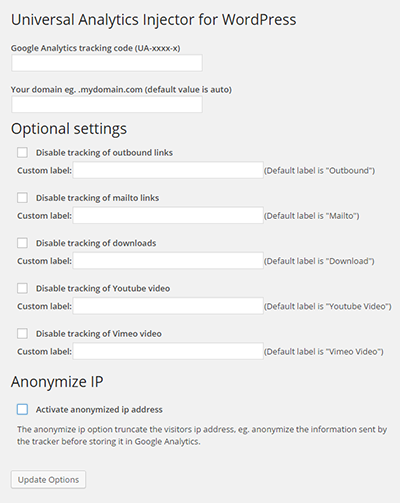 Universal Analytics Injector for WordPress
Google Analytics tracking code (UA-xxxx-x)
Your domain eg. .mydomain.com (default value is auto)
Optional settings
Disable tracking of outbound links
Custom label: (Default label is "Outbound")
Disable tracking of mailto links
Custom label: (Default label is "Mailto")
Disable tracking of downloads
Custom label: (Default label is "Download")
Disable tracking of Youtube video
Custom label: (Default label is "Youtube Video")
Disable tracking of Vimeo video
Custom label: (Default label is "Vimeo Video")
Anonymize IP
Activate anonymized ip address
The anonymize ip option truncate the visitors ip address, eg. anonymize the information sent by
the tracker before storing it in Google Analytics.
Update Options